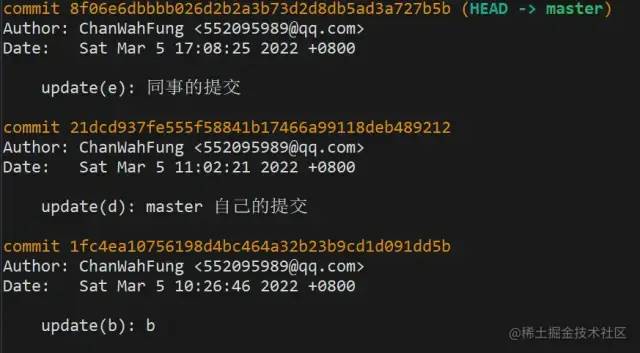 commit 8f06e6dbbbb026d2b2a3b73d2d8db5ad3a727b5b (HEAD -> master)
Author: ChanWahFung <552095989@qq.com>
Date:   Sat Mar 5 17:08:25 2022 +0800
update(e): 同事的提交
commit 21dcd937fe555f58841b17466a99118deb489212
Author: ChanWahFung <552095989@qq.com>
Date:   Sat Mar 5 11:02:21 2022 +0800
update(d): master 自己的提交
commit 1fc4ea10756198d4bc464a32b23b9cd1d091dd5b
Author: ChanWahFung <552095989@qq.com>
Date:   Sat Mar 5 10:26:46 2022 +0800
update(b): b
@稀土掘金技术社区